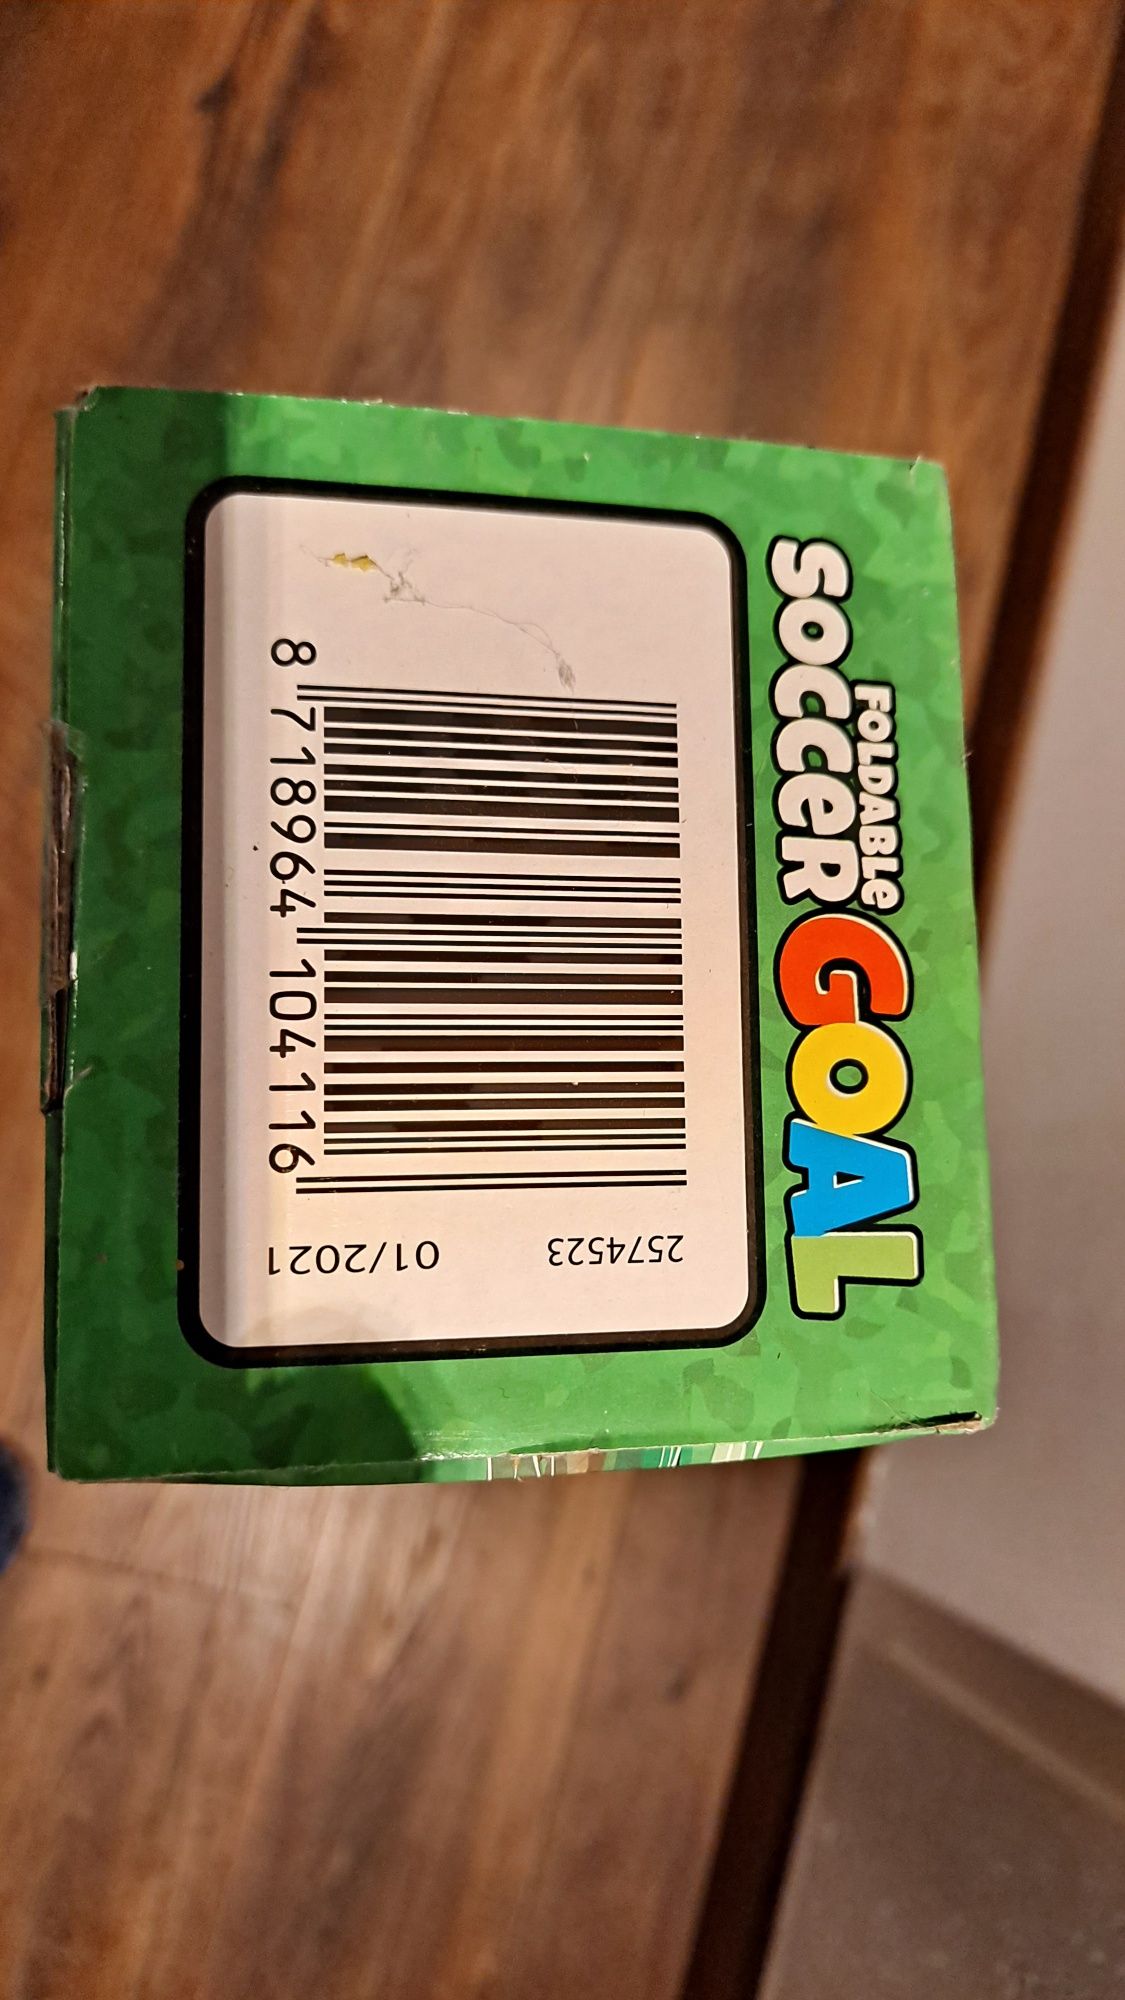 FOLDABLE
SOCCER GOAL
8 718964 104116
2574523
01/2021